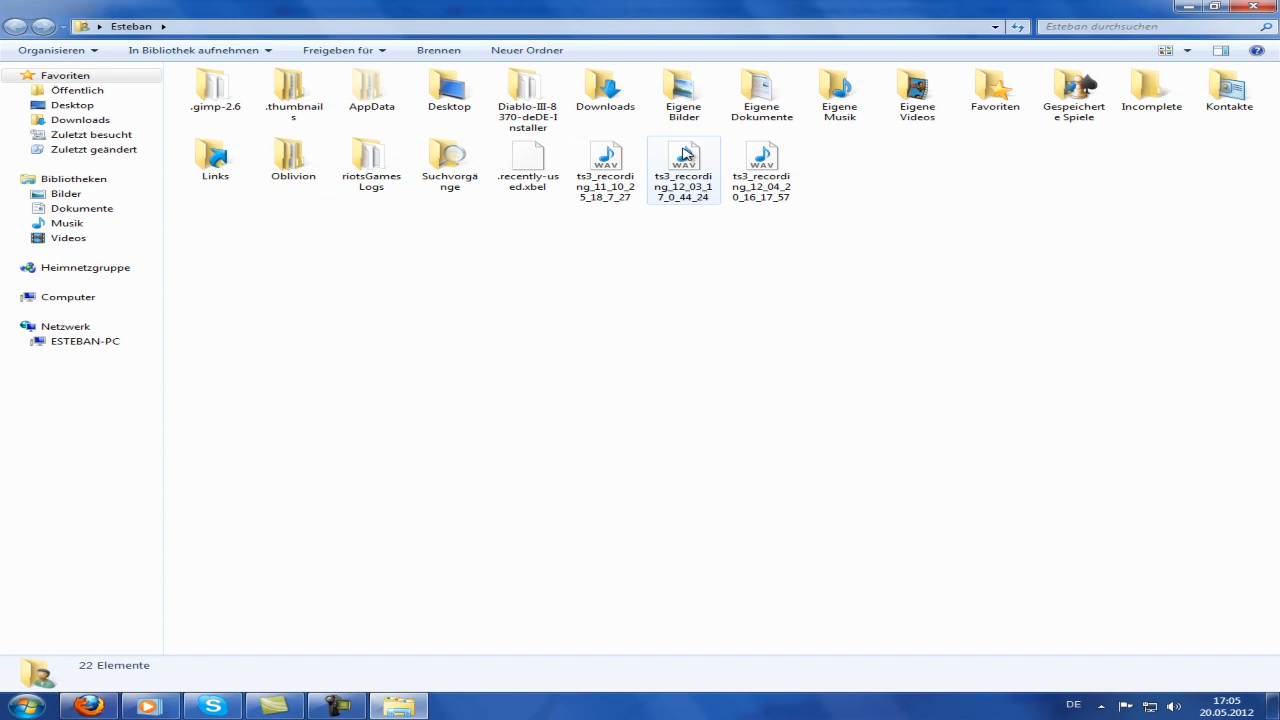 Esteban
Esteban durchsuchen
Organisieren
In Bibliothek aufnehmen
Freigeben für
Brennen
Neuer Ordner
Favoriten
Öffentlich
Desktop
Downloads
Zuletzt besucht
Zuletzt geändert
Bibliotheken
Bilder
Dokumente
Musik
Videos
Heimnetzgruppe
Computer
Netzwerk
ESTEBAN-PC
.gimp-2.6
.thumbnail
s
AppData
Desktop
Diablo-III-8
370-deDE-I
nstaller
Downloads
Eigene
Bilder
Eigene
Dokumente
Eigene
Musik
Eigene
Videos
Favoriten
Gespeichert
e Spiele
Incomplete
Kontakte
Links
Oblivion
riotsGames
Logs
Suchvorgä
nge
.recently-us
ed.xbel
WAV
ts3_recordi
ng_11_10_2
5_18_7_27
WAV
ts3_recordi
ng_12_03_1
7_0_44_24
WAV
ts3_recordi
ng_12_04_2
0_16_17_57
22 Elemente
DE
17:05
20.05.2012